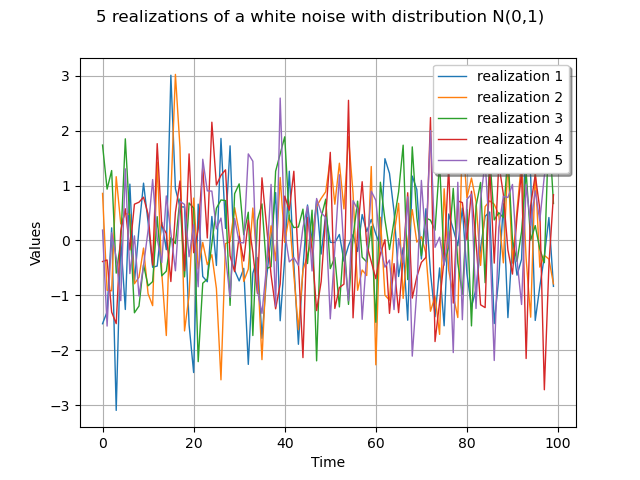 5 realizations of a white noise with distribution N(0,1)
realization 1
realization 2
realization 3
realization 4
realization 5
Values
3
2
1
0
−1
−2
−3
0 20 40 60 80 100
Time